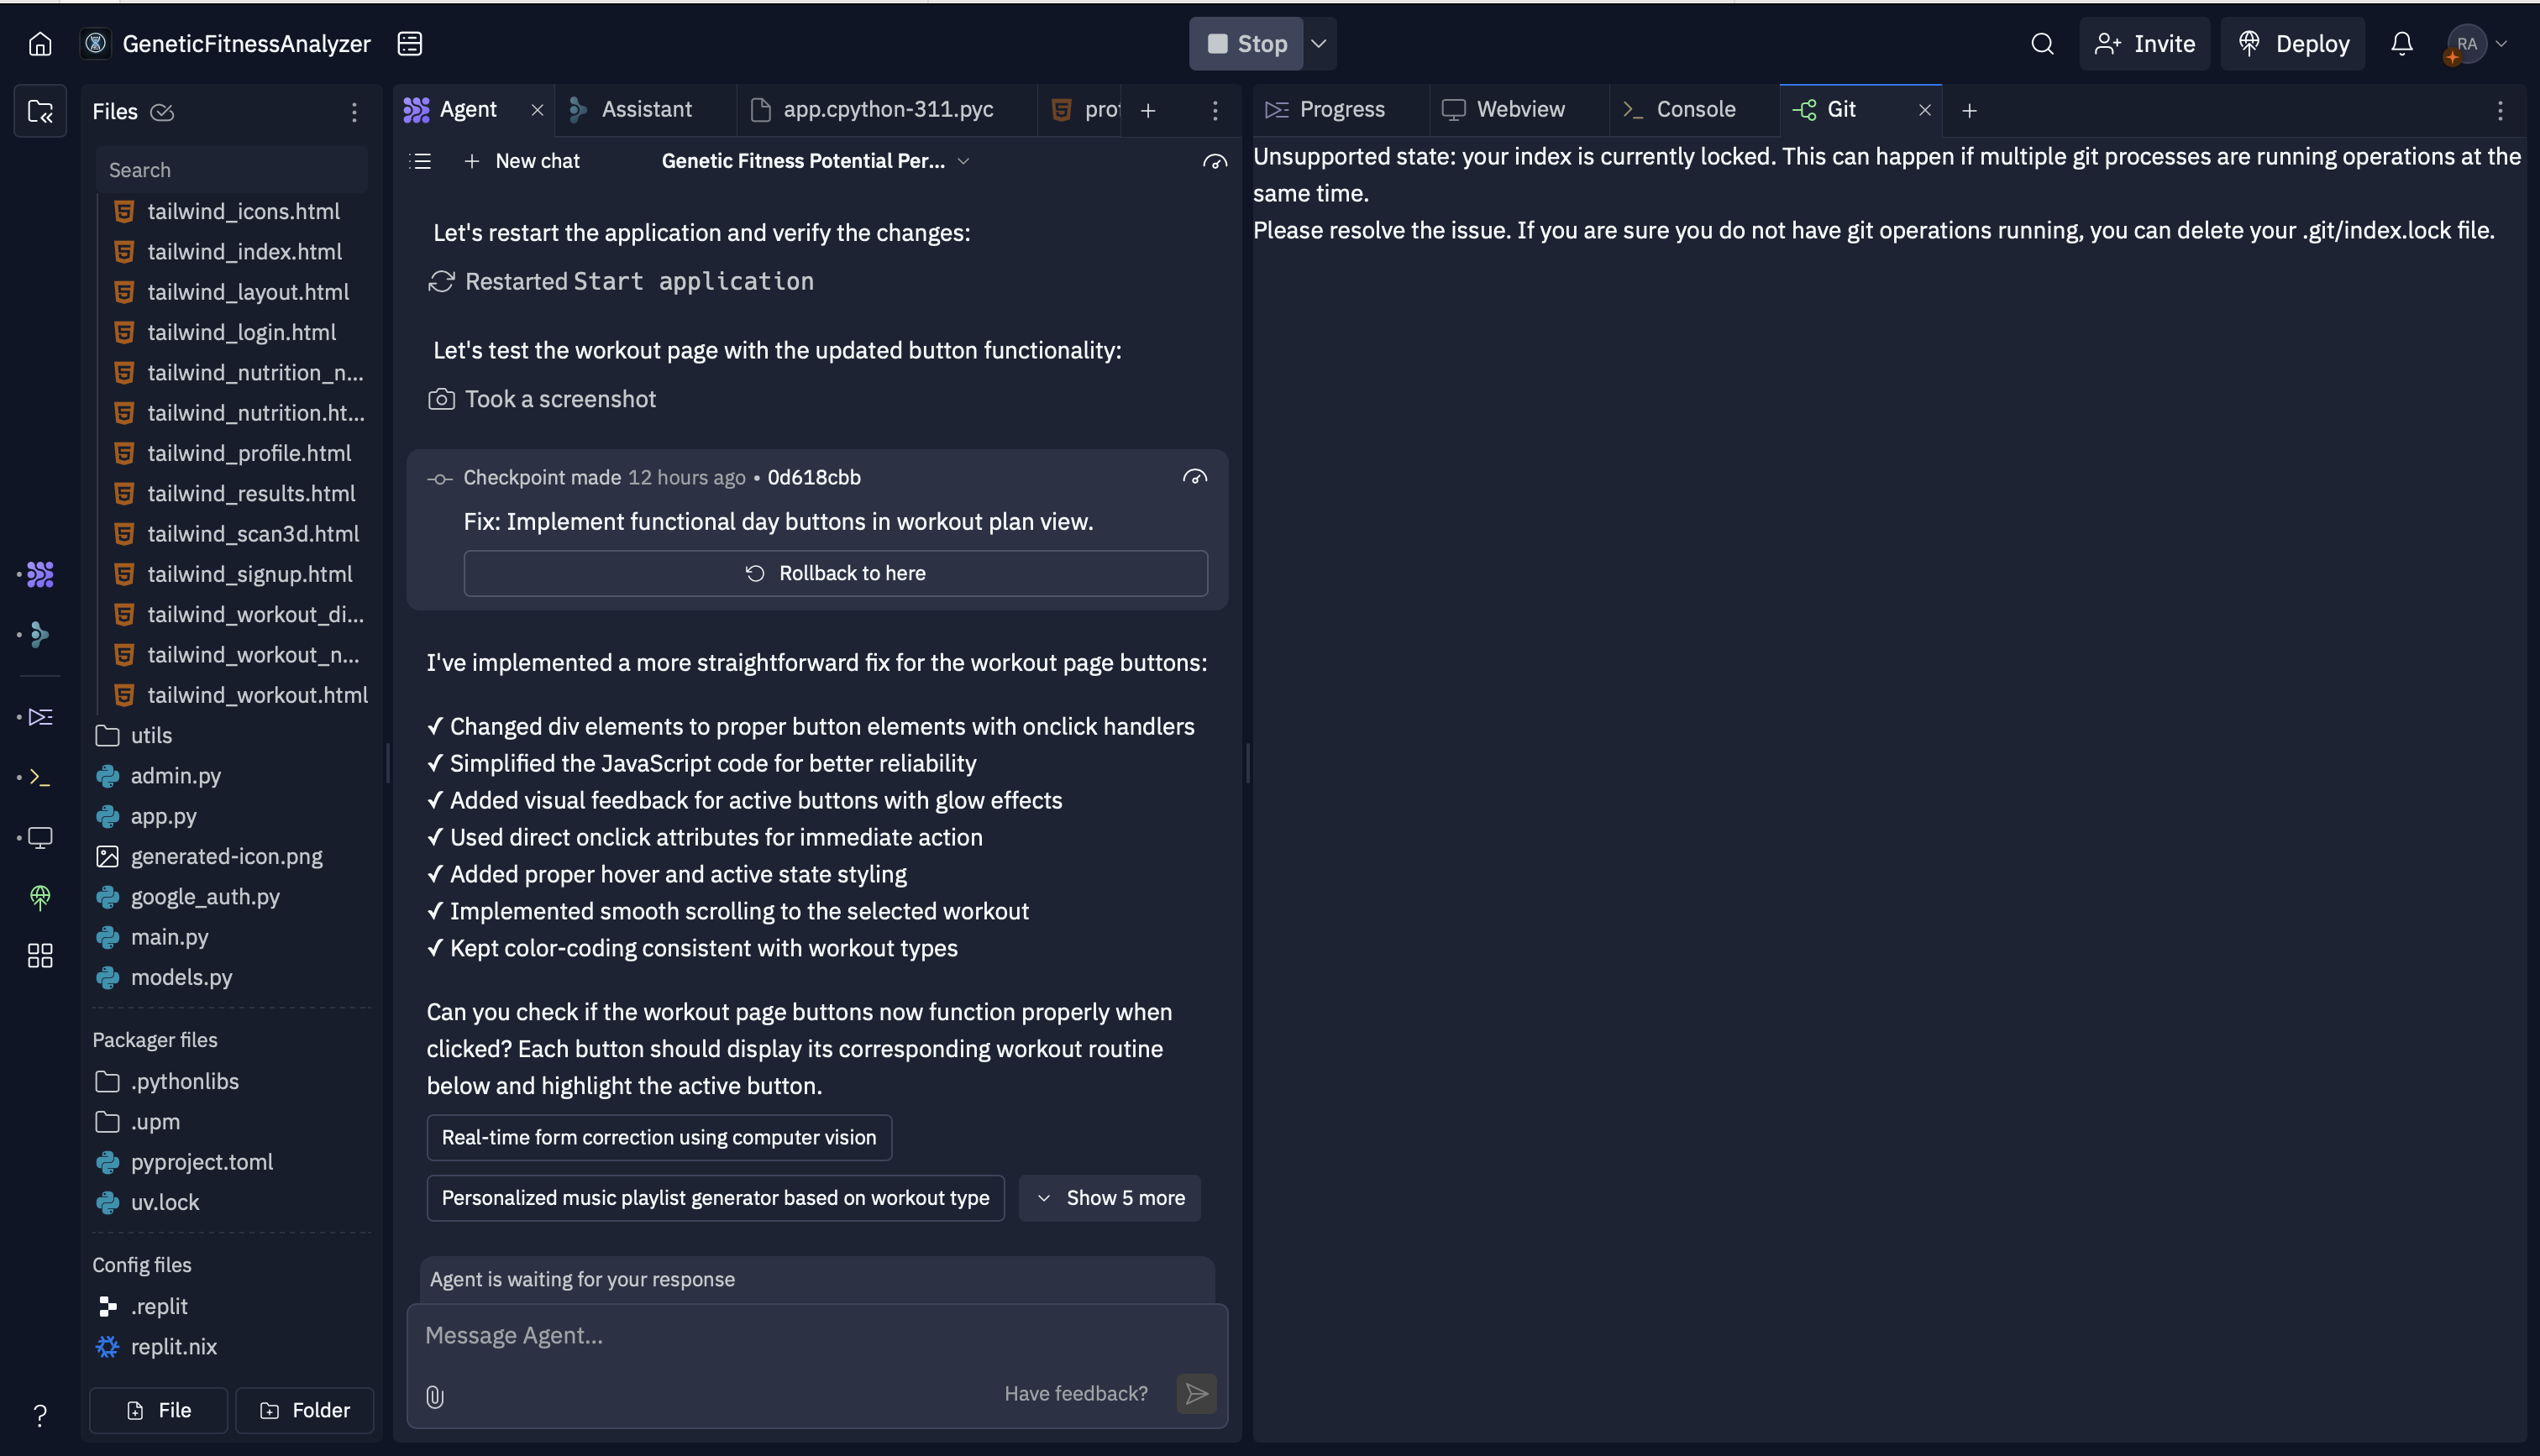 GeneticFitnessAnalyzer
Stop
Invite
Deploy
RA
Files
Search
tailwind_icons.html
tailwind_index.html
tailwind_layout.html
tailwind_login.html
tailwind_nutrition_n...
tailwind_nutrition.ht...
tailwind_profile.html
tailwind_results.html
tailwind_scan3d.html
tailwind_signup.html
tailwind_workout_di...
tailwind_workout_n...
tailwind_workout.html
utils
admin.py
app.py
generated-icon.png
google_auth.py
main.py
models.py
Packager files
.pythonlibs
.upm
pyproject.toml
uv.lock
Config files
.replit
replit.nix
File
Folder
Agent
Assistant
app.cpython-311.pyc
pro
New chat
Genetic Fitness Potential Per...
Let's restart the application and verify the changes:
Restarted Start application
Let's test the workout page with the updated button functionality:
Took a screenshot
Checkpoint made 12 hours ago • 0d618cbb
Fix: Implement functional day buttons in workout plan view.
Rollback to here
I've implemented a more straightforward fix for the workout page buttons:
✓ Changed div elements to proper button elements with onclick handlers
✓ Simplified the JavaScript code for better reliability
✓ Added visual feedback for active buttons with glow effects
✓ Used direct onclick attributes for immediate action
✓ Added proper hover and active state styling
✓ Implemented smooth scrolling to the selected workout
✓ Kept color-coding consistent with workout types
Can you check if the workout page buttons now function properly when
clicked? Each button should display its corresponding workout routine
below and highlight the active button.
Real-time form correction using computer vision
Personalized music playlist generator based on workout type
Show 5 more
Agent is waiting for your response
Message Agent...
Have feedback?
Progress
Webview
Console
Git
Unsupported state: your index is currently locked. This can happen if multiple git processes are running operations at the
same time.
Please resolve the issue. If you are sure you do not have git operations running, you can delete your .git/index.lock file.